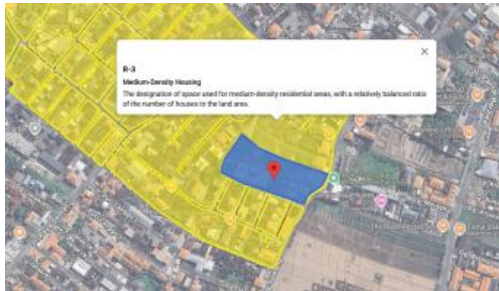 R-3
Medium-Density Housing
The designation of space used for medium-density residential areas, with a relatively balanced ratio
of the number of houses to the land area.